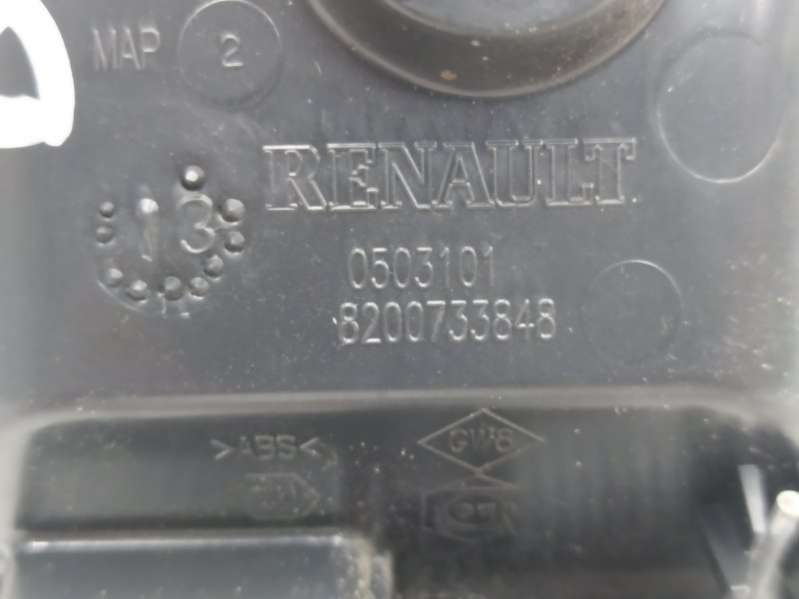 MAP 2
RENAULT
13
0503101
8200733848
>ABS<
GW8